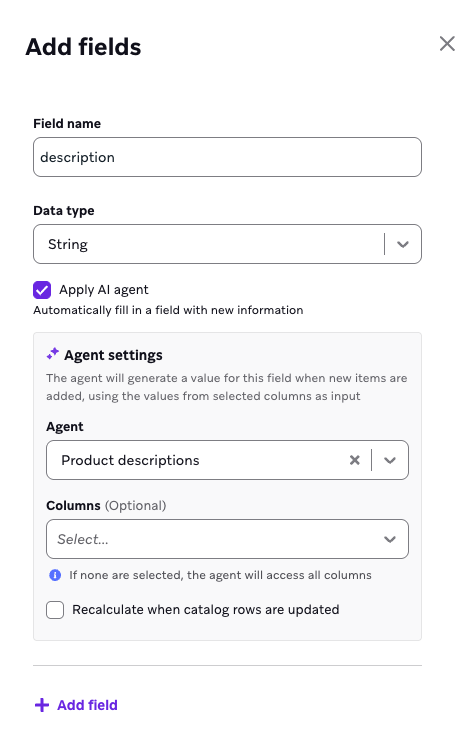 Add fields
Field name
description
Data type
String
Apply AI agent
Automatically fill in a field with new information
Agent settings
The agent will generate a value for this field when new items are
added, using the values from selected columns as input
Agent
Product descriptions
Columns (Optional)
Select...
If none are selected, the agent will access all columns
Recalculate when catalog rows are updated
Add field